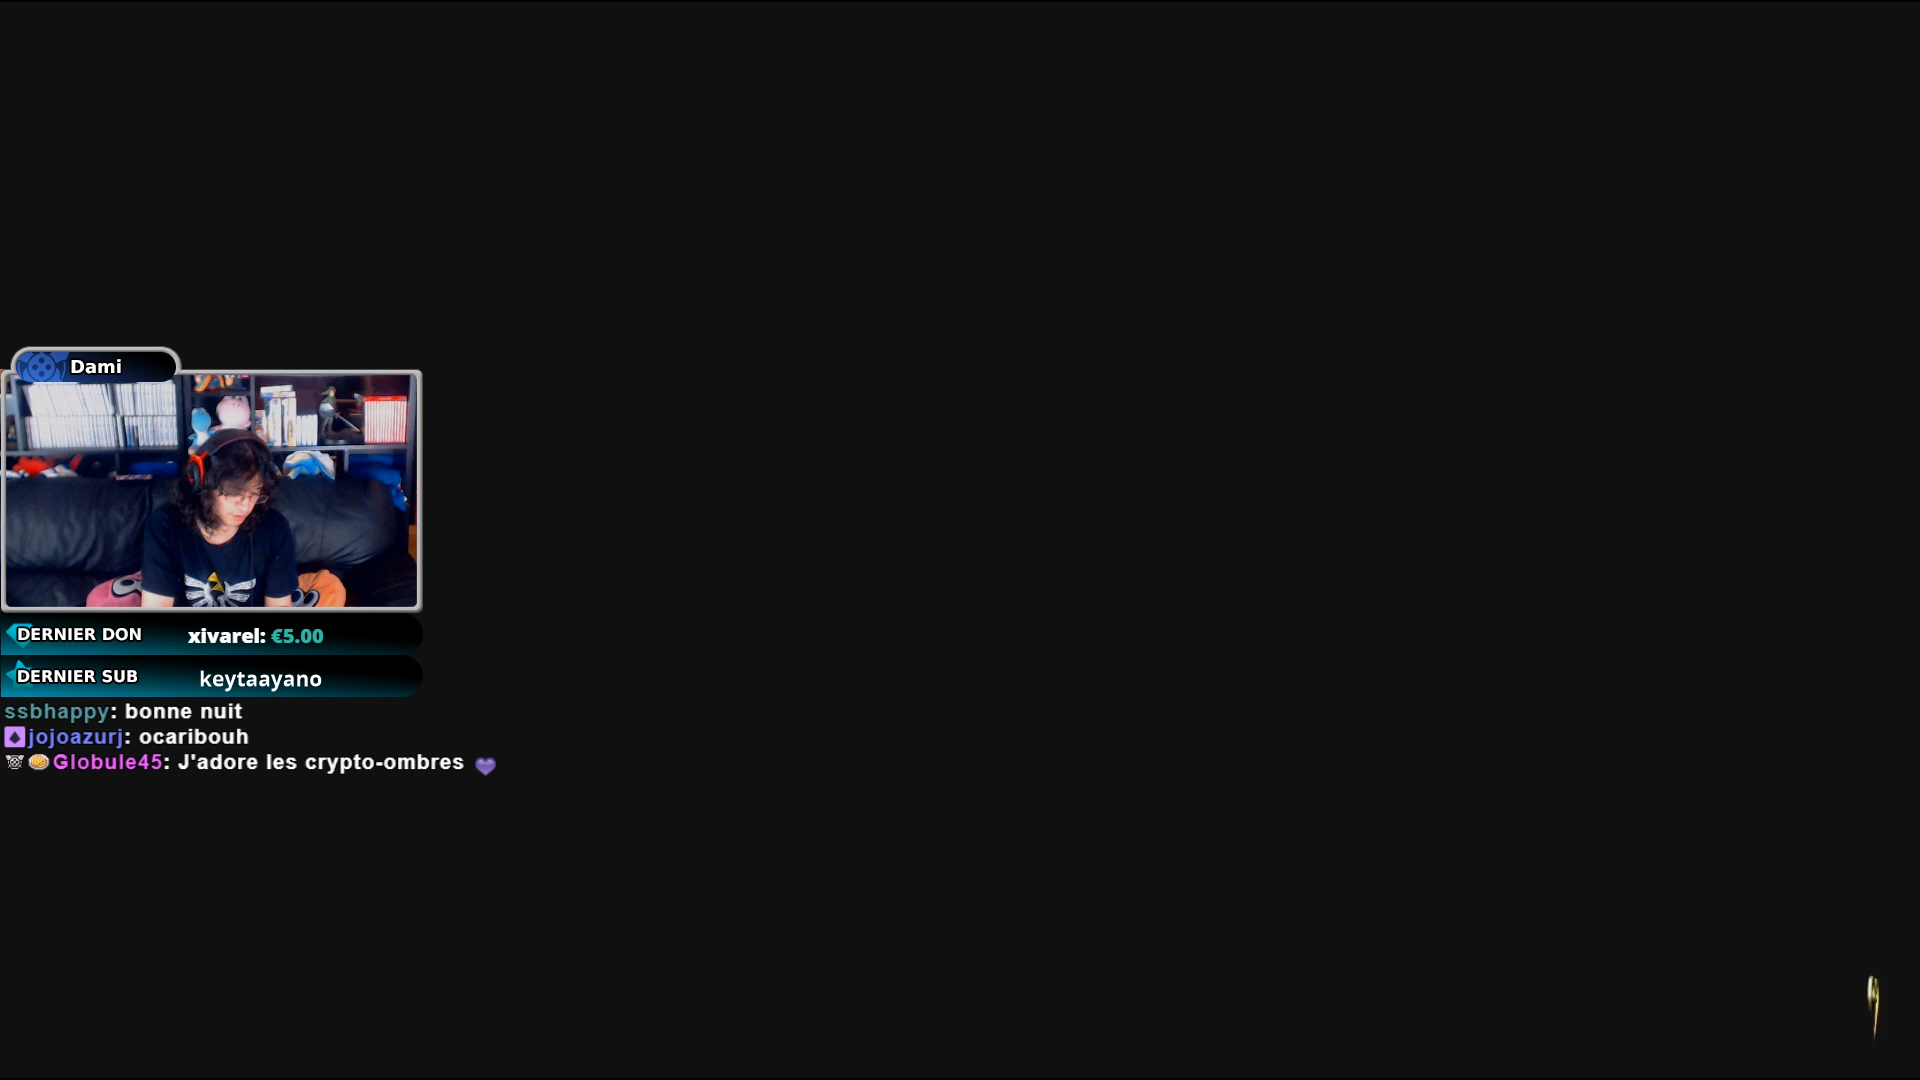 Dami
DERNIER DON xivarel: €5.00
DERNIER SUB keytaayano
ssbhappy: bonne nuit
jojoazurj: ocaribouh
Globule45: J'adore les crypto-ombres